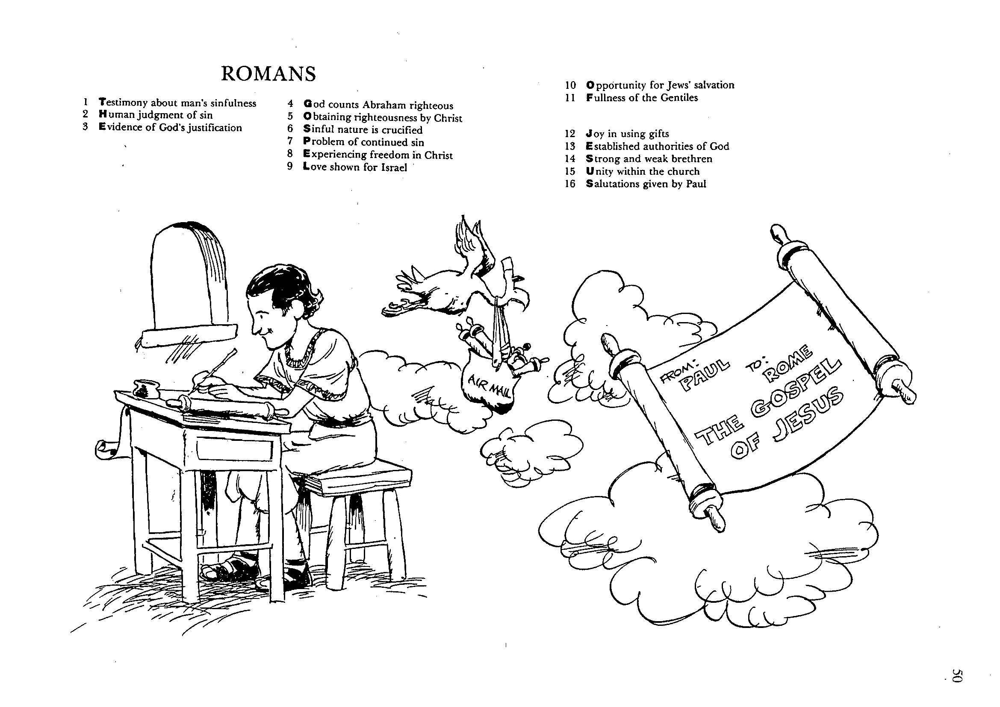 ROMANS
1 Testimony about man's sinfulness
2 Human judgment of sin
3 Evidence of God's justification
4 God counts Abraham righteous
5 Obtaining righteousness by Christ
6 Sinful nature is crucified
7 Problem of continued sin
8 Experiencing freedom in Christ
9 Love shown for Israel
10 Opportunity for Jews' salvation
11 Fullness of the Gentiles
12 Joy in using gifts
13 Established authorities of God
14 Strong and weak brethren
15 Unity within the church
16 Salutations given by Paul
AIR MAIL
FROM:
PAUL
TO:
ROME
THE GOSPEL
OF JESUS
50